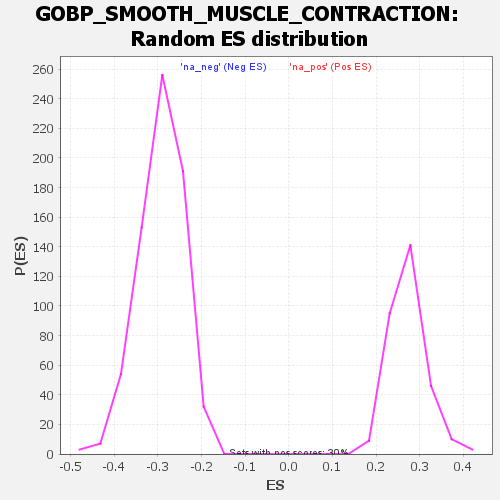 GOBP_SMOOTH_MUSCLE_CONTRACTION:
Random ES distribution
'na_neg' (Neg ES) 'na_pos' (Pos ES)
260
240
220
200
180
160
140
120
100
80
60
40
20
0
P(ES)
Sets with pos scores: 30%
-0.5 -0.4 -0.3 -0.2 -0.1 0.0 0.1 0.2 0.3 0.4
ES